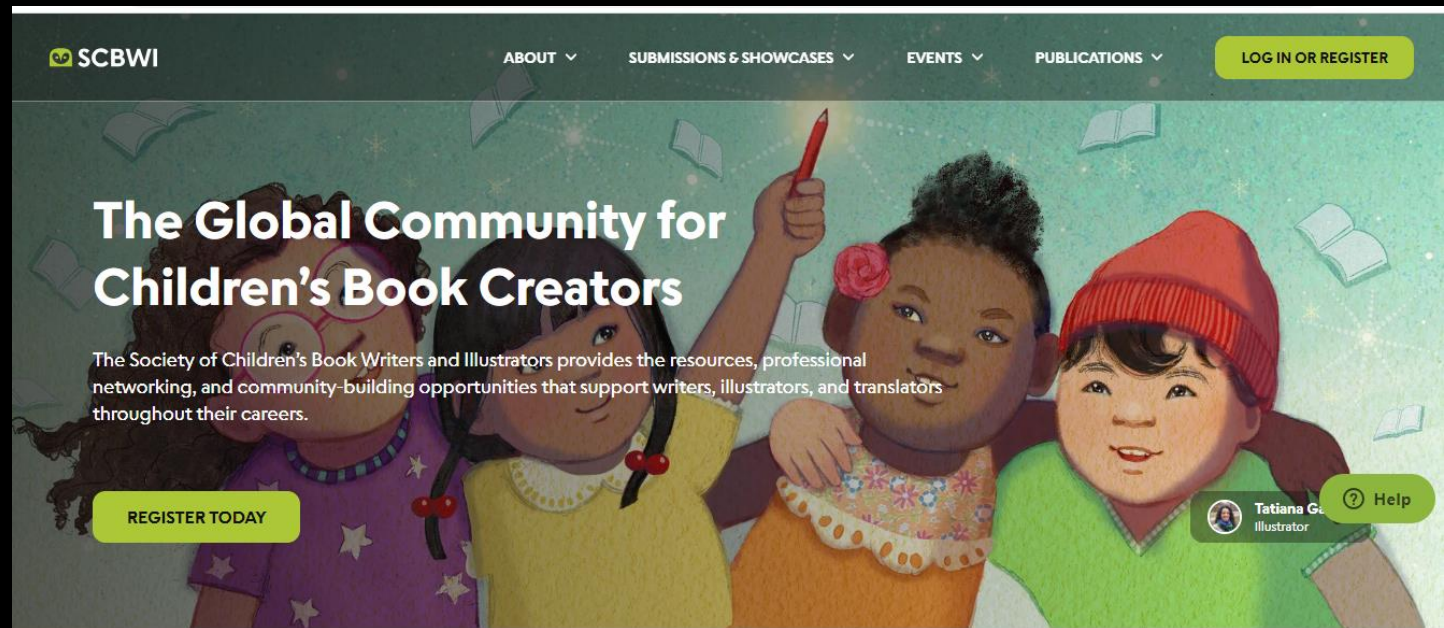 SCBWI
ABOUT
SUBMISSIONS & SHOWCASES
EVENTS
PUBLICATIONS
LOG IN OR REGISTER
The Global Community for
Children's Book Creators
The Society of Children's Book Writers and Illustrators provides the resources, professional
networking, and community-building opportunities that support writers, illustrators, and translators
throughout their careers.
REGISTER TODAY
Tatiana
Illustrator
Help